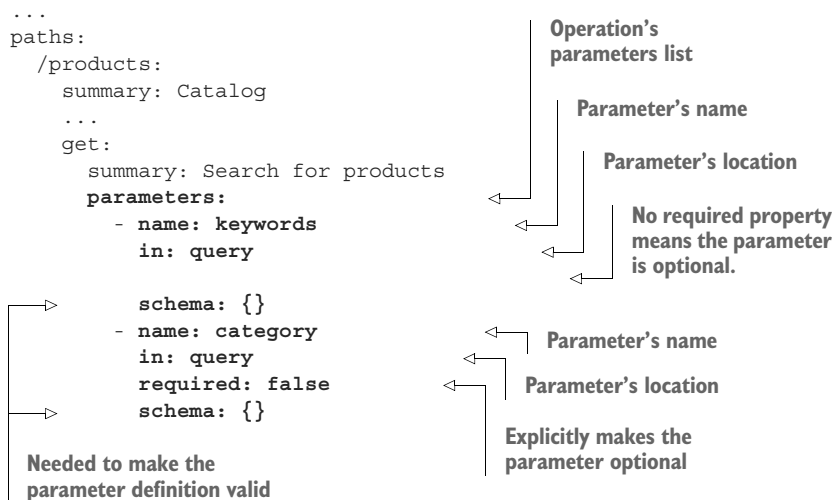 ...
paths:
  /products:
    summary: Catalog
    ...
    get:
      summary: Search for products
      parameters:
        - name: keywords
          in: query
          schema: {}
        - name: category
          in: query
          required: false
          schema: {}
Operation's
parameters list
Parameter's name
Parameter's location
No required property
means the parameter
is optional.
Parameter's name
Parameter's location
Explicitly makes the
parameter optional
Needed to make the
parameter definition valid